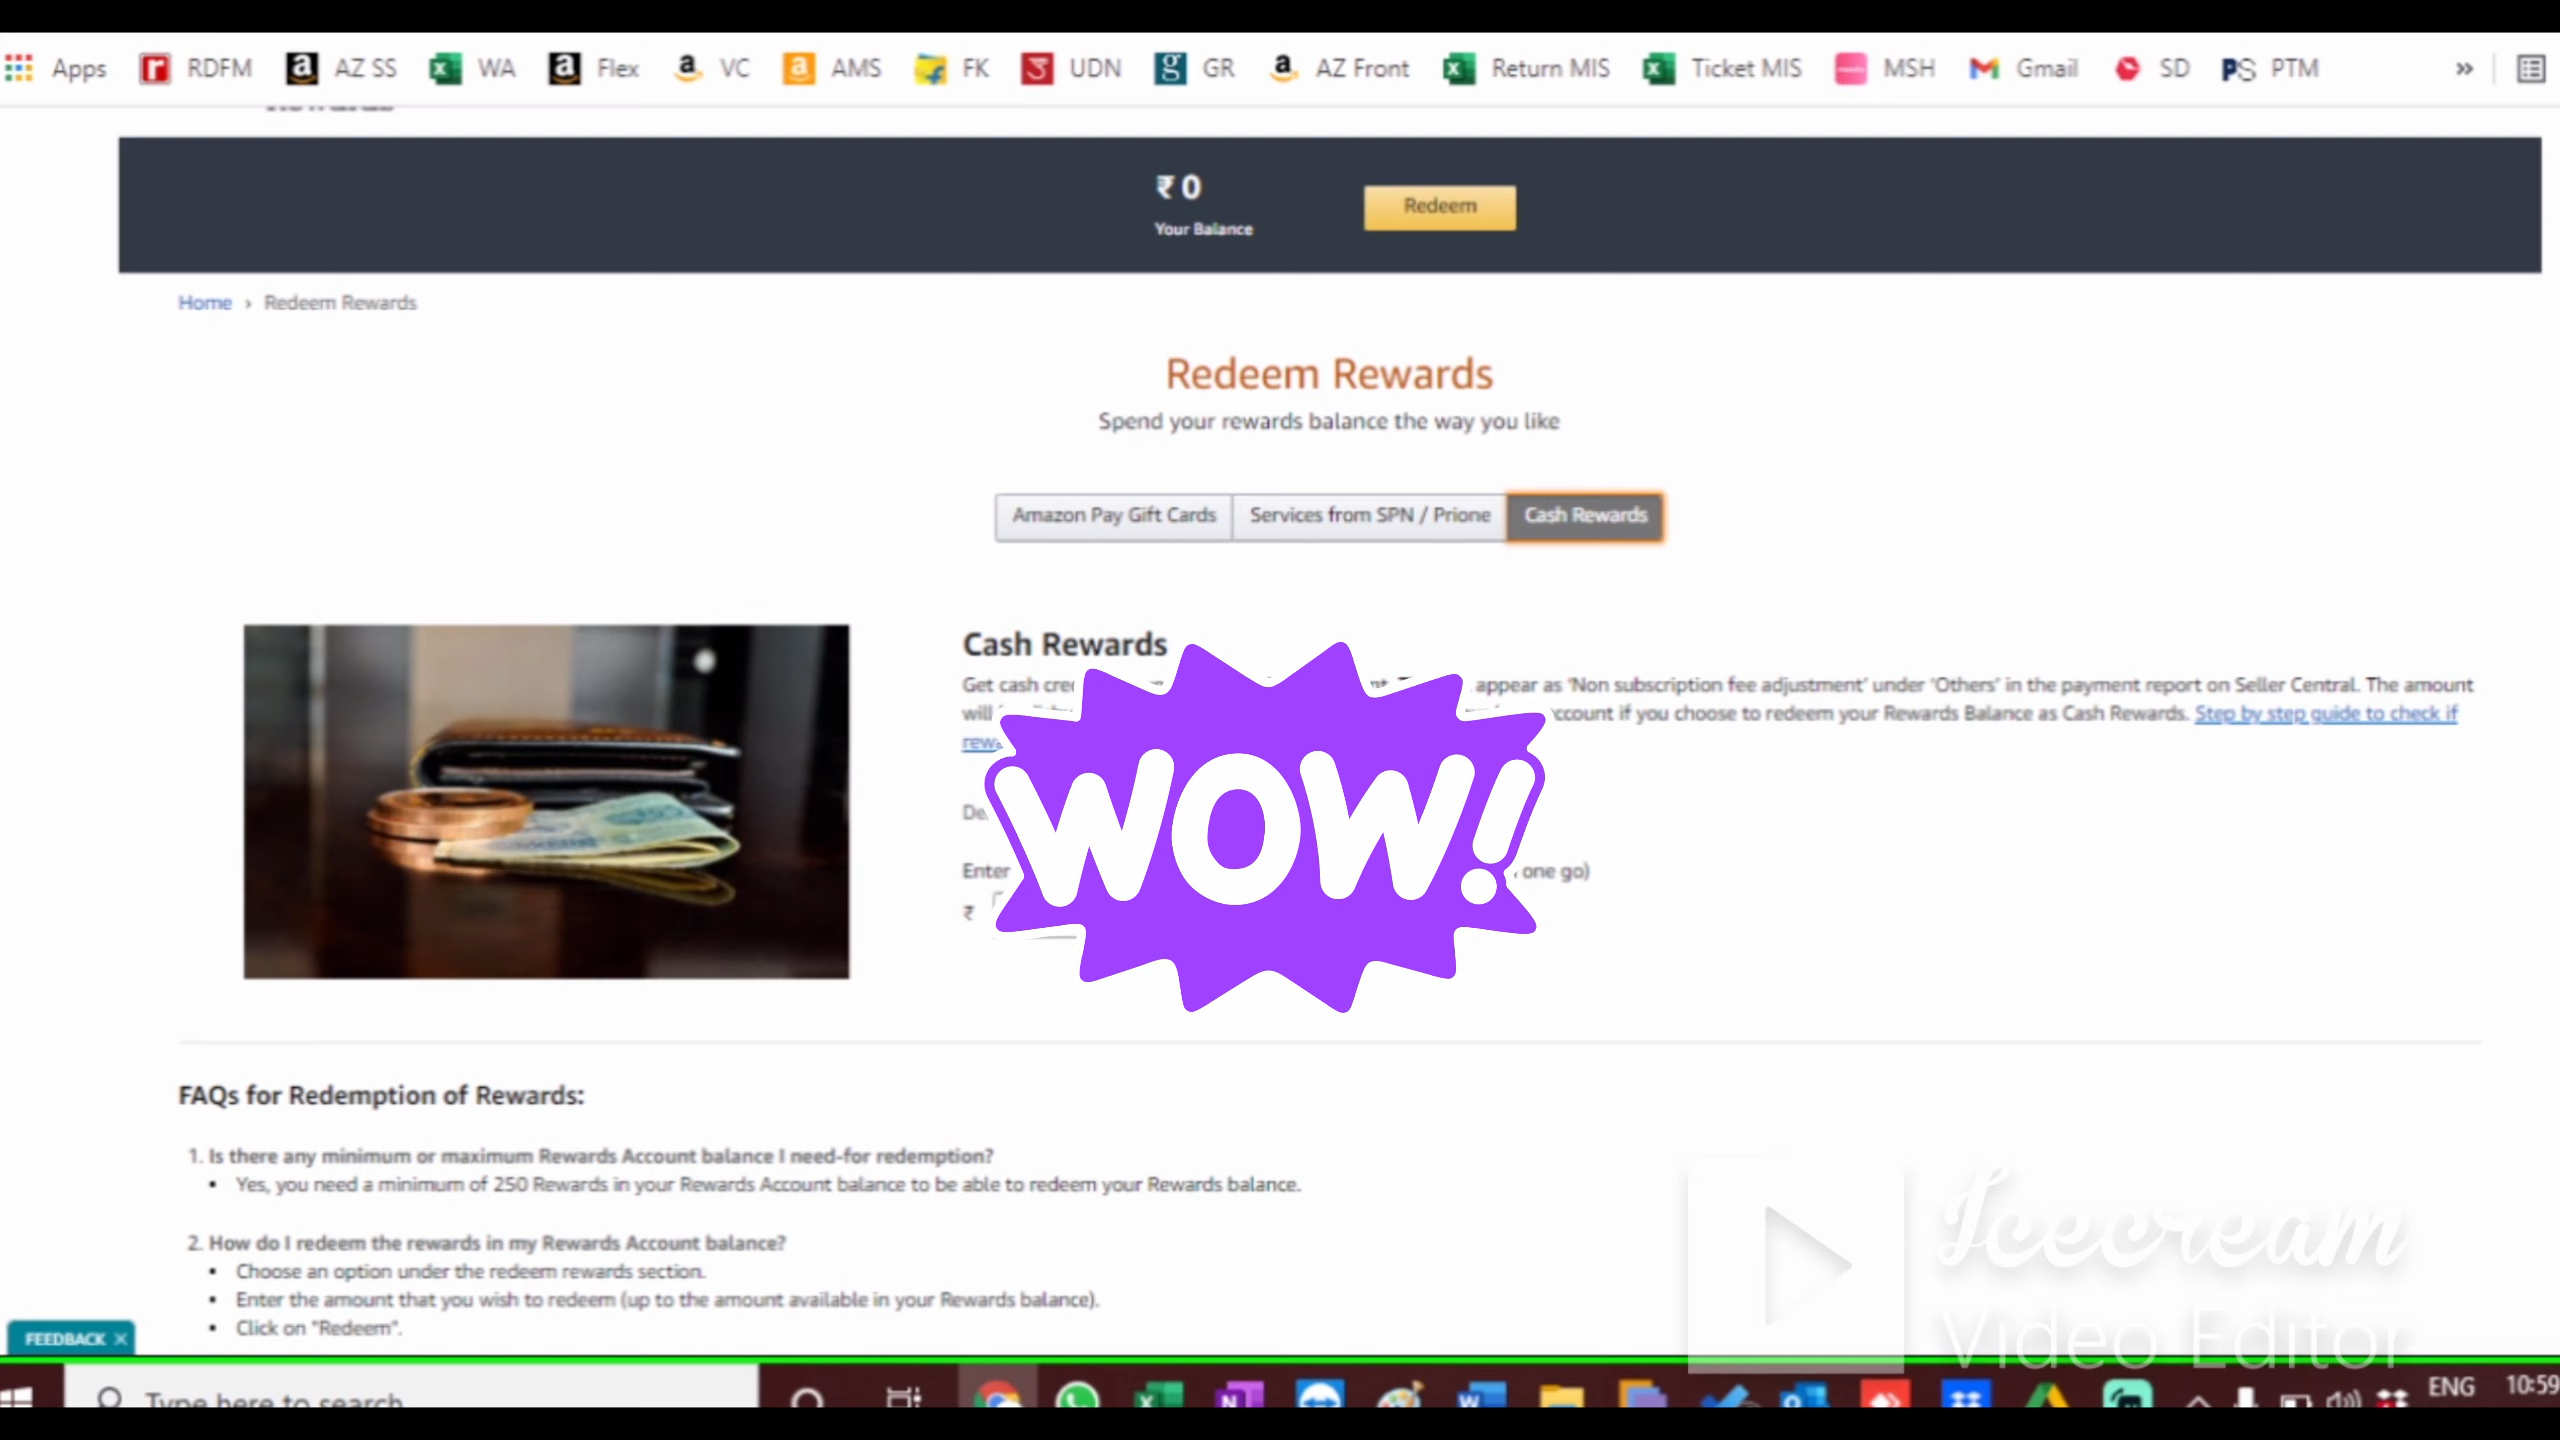 Apps RDFM AZ SS WA Flex VC AMS FK UDN GR AZ Front Return MIS Ticket MIS MSH Gmail SD PTM »
₹ 0
Redeem
Your Balance
Home › Redeem Rewards
Redeem Rewards
Spend your rewards balance the way you like
Amazon Pay Gift Cards Services from SPN / Prione Cash Rewards
Cash Rewards
Get cash appear as 'Non subscription fee adjustment' under 'Others' in the payment report on Seller Central. The amount
will if you choose to redeem your Rewards Balance as Cash Rewards. Step by step guide to check if
WOW!
Enter one go)
₹
FAQs for Redemption of Rewards:
1. Is there any minimum or maximum Rewards Account balance I need-for redemption?
• Yes, you need a minimum of 250 Rewards in your Rewards Account balance to be able to redeem your Rewards balance.
2. How do I redeem the rewards in my Rewards Account balance?
• Choose an option under the redeem rewards section.
• Enter the amount that you wish to redeem (up to the amount available in your Rewards balance).
• Click on "Redeem".
FEEDBACK ×
Icecream
Video Editor
Type here to search
ENG 10:59